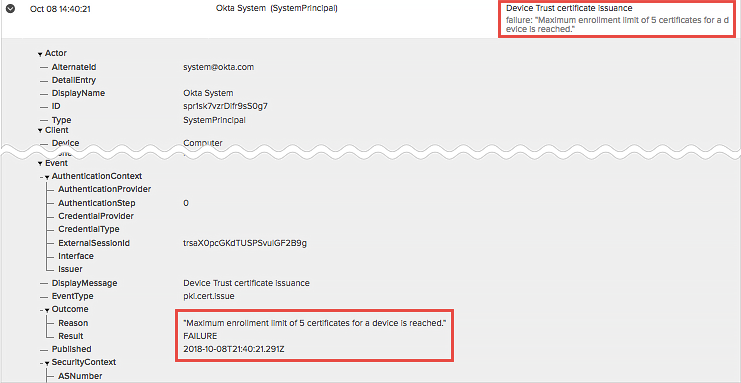 Oct 08 14:40:21 Okta System (SystemPrincipal) Device Trust certificate issuance
failure: "Maximum enrollment limit of 5 certificates for a d
evice is reached."
Actor
AlternateId system@okta.com
DetailEntry
DisplayName Okta System
ID spr1sk7vzrDifr9sS0g7
Type SystemPrincipal
Client
Device Computer
Event
AuthenticationContext
AuthenticationProvider
AuthenticationStep 0
CredentialProvider
CredentialType
ExternalSessionId trsaX0pcGKdTUSPSvulGF2B9g
Interface
Issuer
DisplayMessage Device Trust certificate issuance
EventType pki.cert.issue
Outcome
Reason "Maximum enrollment limit of 5 certificates for a device is reached."
Result FAILURE
Published 2018-10-08T21:40:21.291Z
SecurityContext
ASNumber